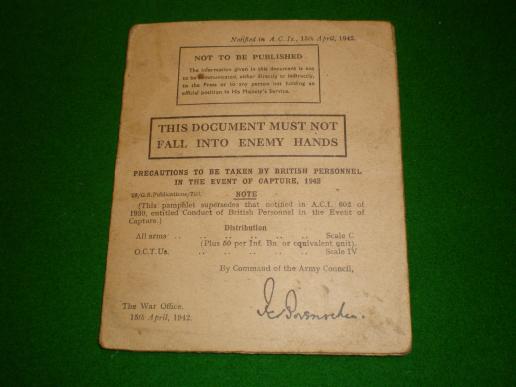 Notified in A.C. Is., 15th April, 1942.
NOT TO BE PUBLISHED
The information given in this document is not
to be communicated, either directly or indirectly,
to the Press or to any person not holding an
official position in His Majesty's Service.
THIS DOCUMENT MUST NOT
FALL INTO ENEMY HANDS
PRECAUTIONS TO BE TAKEN BY BRITISH PERSONNEL
IN THE EVENT OF CAPTURE, 1942
NOTE
(This pamphlet supersedes that notified in A.C.I. 602 of
1939, entitled Conduct of British Personnel in the Event of
Capture.)
Distribution
All arms .. .. .. .. .. .. Scale C
(Plus 50 per Inf. Bn. or equivalent unit).
O.C.T.Us. .. .. .. .. .. Scale IV
By Command of the Army Council,
The War Office,
15th April, 1942.